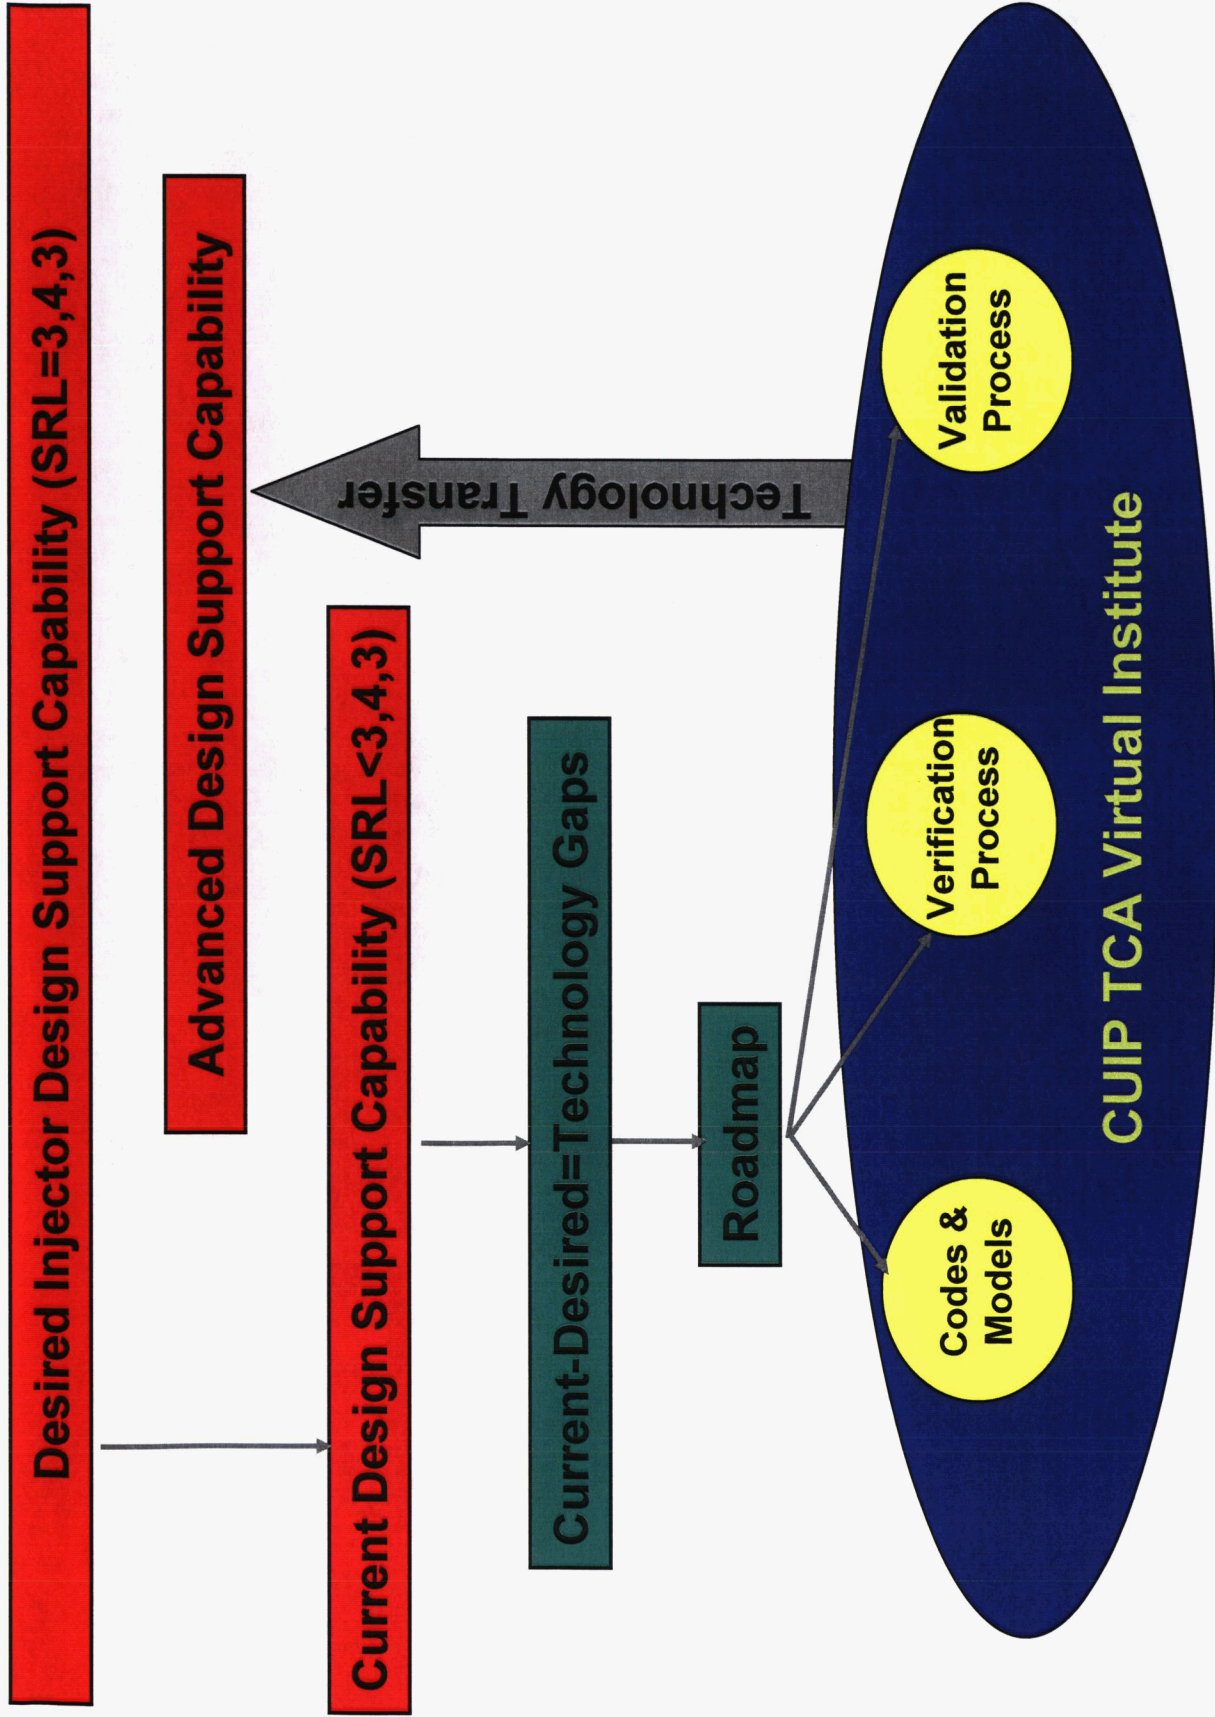 Desired Injector Design Support Capability (SRL=3,4,3)
Advanced Design Support Capability
Current Design Support Capability (SRL<3,4,3)
Technology Transfer
Current-Desired=Technology Gaps
Roadmap
Codes &
Models
Verification
Process
Validation
Process
CUIP TCA Virtual Institute